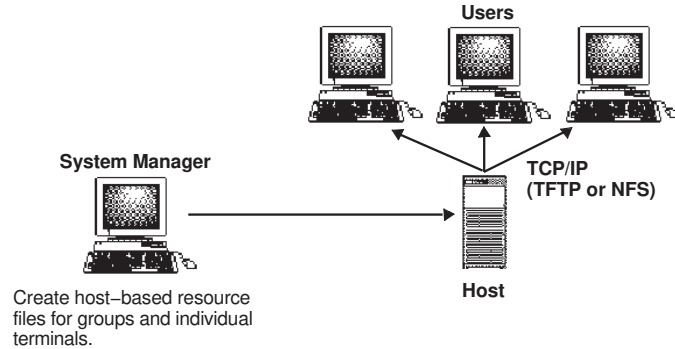 Users
System Manager
TCP/IP
(TFTP or NFS)
Host
Create host–based resource
files for groups and individual
terminals.